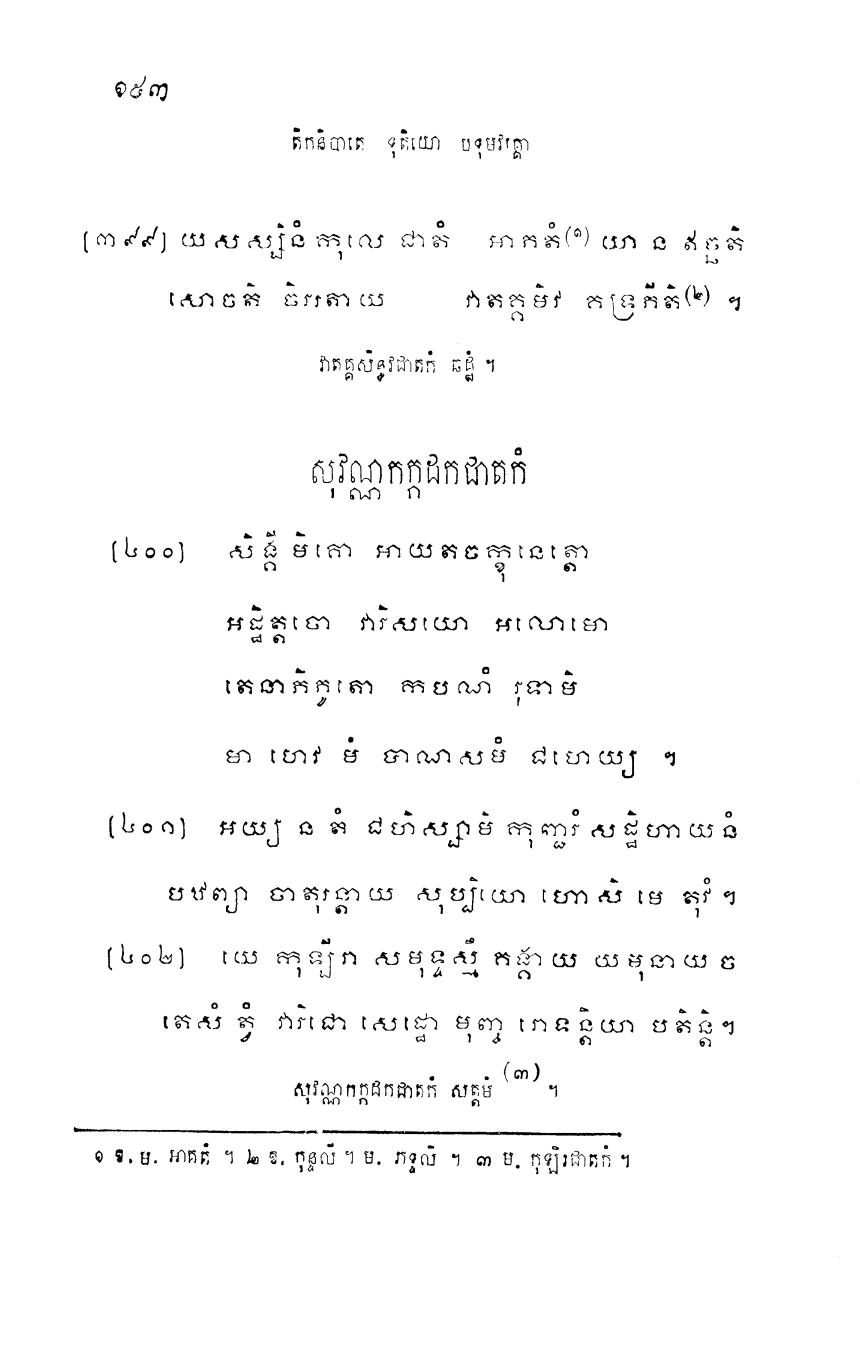 ១៥៣
តិកនិបាតេ ទុតិយោ បទុមវគ្គោ
[៣៩៩] យសស្សិនំ កុលេ ជាតំ អាកតំ(១) យា ន ឥច្ឆតិ
សោចតិ ចិររតាយ វាតគ្គមិវ កទ្រភីតិ(២) ។
វាតគ្គសិន្ធវជាតកំ ឆដ្ឋំ ។
សុវណ្ណកក្កដកជាតកំ
[៤០០] សិង្គី មិគោ អាយតចក្ខុនេត្តោ
អដ្ឋិត្តចោ វារិសយោ អលោមោ
តេនាភិភូតោ កបណំ រុទាមិ
មា ហេវ មំ បាណសមំ ជហេយ្យ ។
[៤០១] អយ្យ ន តំ ជហិស្សាមិ កុញ្ជរំ សដ្ឋិហាយនំ
បឋព្យា ចាតុរន្តាយ សុប្បិយោ ហោសិ មេ តុវំ ។
[៤០២] យេ កុឡីរា សមុទ្ទស្មឹ គង្គាយ យមុនាយ ច
តេសំ ត្វំ វារិជោ សេដ្ឋោ មុញ្ច រោទន្តិយា បតិន្តិ ។
សុវណ្ណកក្កដកជាតកំ សត្តមំ (៣) ។
១ ឱ. ម. អាគតំ ។ ២ ឱ. កុន្ទលី ។ ម. ភទ្ទលិ ។ ៣ ម. កុឡីរជាតកំ ។